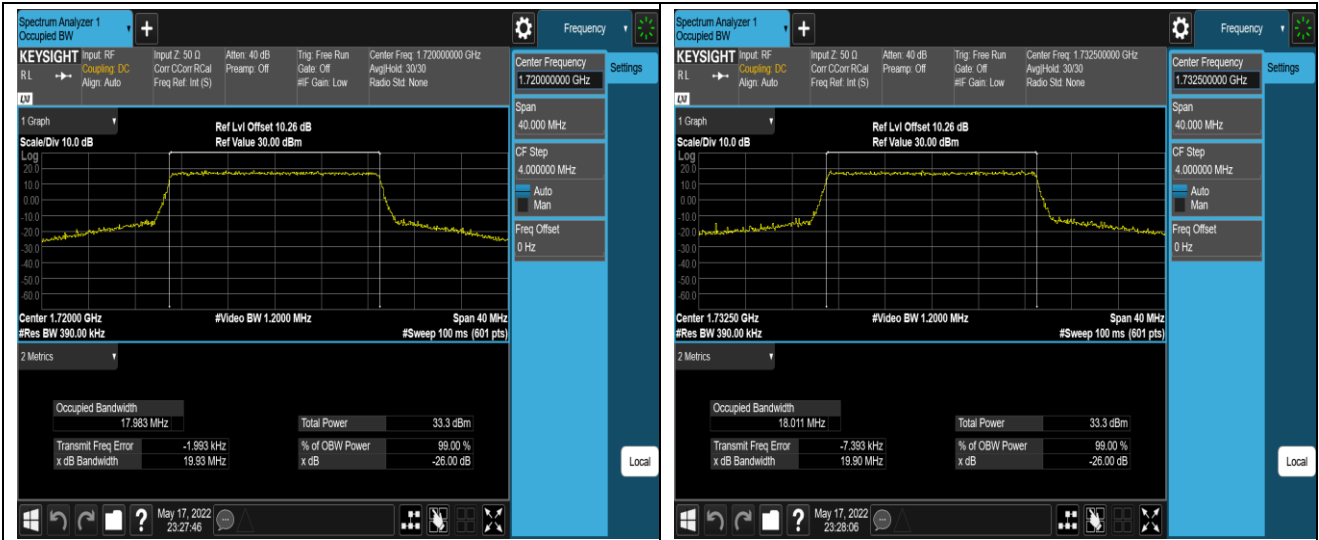 Spectrum Analyzer 1
Occupied BW
+
Frequency
KEYSIGHT
RL
LXI
Input: RF
Coupling: DC
Align: Auto
Input Z: 50 Ω
Corr CCorr RCal
Freq Ref: Int (S)
Atten: 40 dB
Preamp: Off
Trig: Free Run
Gate: Off
#IF Gain: Low
Center Freq: 1.720000000 GHz
Avg|Hold: 30/30
Radio Std: None
Center Frequency
1.720000000 GHz
Settings
Span
40.000 MHz
CF Step
4.000000 MHz
Auto
Man
Freq Offset
0 Hz
Local
1 Graph
Scale/Div 10.0 dB
Ref Lvl Offset 10.26 dB
Ref Value 30.00 dBm
Log
20.0
10.0
0.00
-10.0
-20.0
-30.0
-40.0
-50.0
-60.0
Center 1.72000 GHz
#Video BW 1.2000 MHz
Span 40 MHz
#Res BW 390.00 kHz
#Sweep 100 ms (601 pts)
2 Metrics
Occupied Bandwidth
17.983 MHz
Total Power 33.3 dBm
Transmit Freq Error -1.993 kHz
% of OBW Power 99.00 %
x dB Bandwidth 19.93 MHz
x dB -26.00 dB
?
May 17, 2022
23:27:46
Spectrum Analyzer 1
Occupied BW
+
Frequency
KEYSIGHT
RL
LXI
Input: RF
Coupling: DC
Align: Auto
Input Z: 50 Ω
Corr CCorr RCal
Freq Ref: Int (S)
Atten: 40 dB
Preamp: Off
Trig: Free Run
Gate: Off
#IF Gain: Low
Center Freq: 1.732500000 GHz
Avg|Hold: 30/30
Radio Std: None
Center Frequency
1.732500000 GHz
Settings
Span
40.000 MHz
CF Step
4.000000 MHz
Auto
Man
Freq Offset
0 Hz
Local
1 Graph
Scale/Div 10.0 dB
Ref Lvl Offset 10.26 dB
Ref Value 30.00 dBm
Log
20.0
10.0
0.00
-10.0
-20.0
-30.0
-40.0
-50.0
-60.0
Center 1.73250 GHz
#Video BW 1.2000 MHz
Span 40 MHz
#Res BW 390.00 kHz
#Sweep 100 ms (601 pts)
2 Metrics
Occupied Bandwidth
18.011 MHz
Total Power 33.3 dBm
Transmit Freq Error -7.393 kHz
% of OBW Power 99.00 %
x dB Bandwidth 19.90 MHz
x dB -26.00 dB
?
May 17, 2022
23:28:06